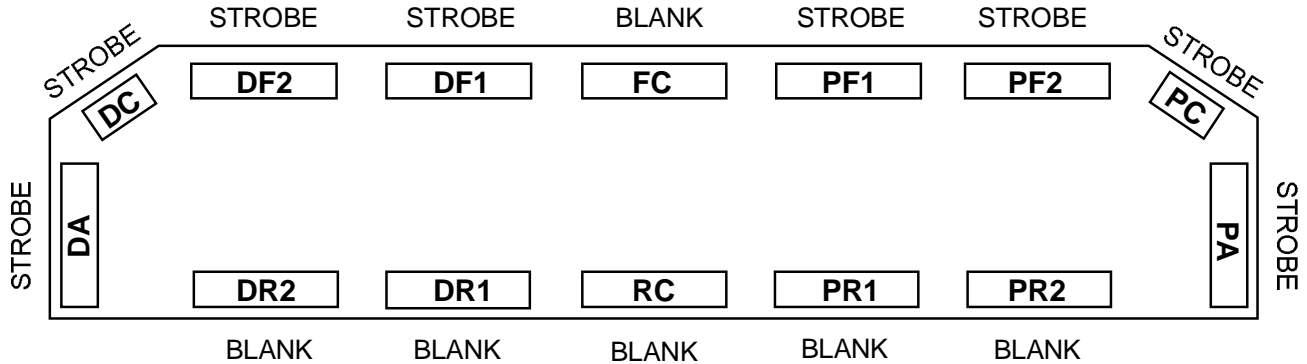 STROBE STROBE BLANK STROBE STROBE
STROBE STROBE
DF2 DF1 FC PF1 PF2
DC PC
STROBE DA PA STROBE
DR2 DR1 RC PR1 PR2
BLANK BLANK BLANK BLANK BLANK